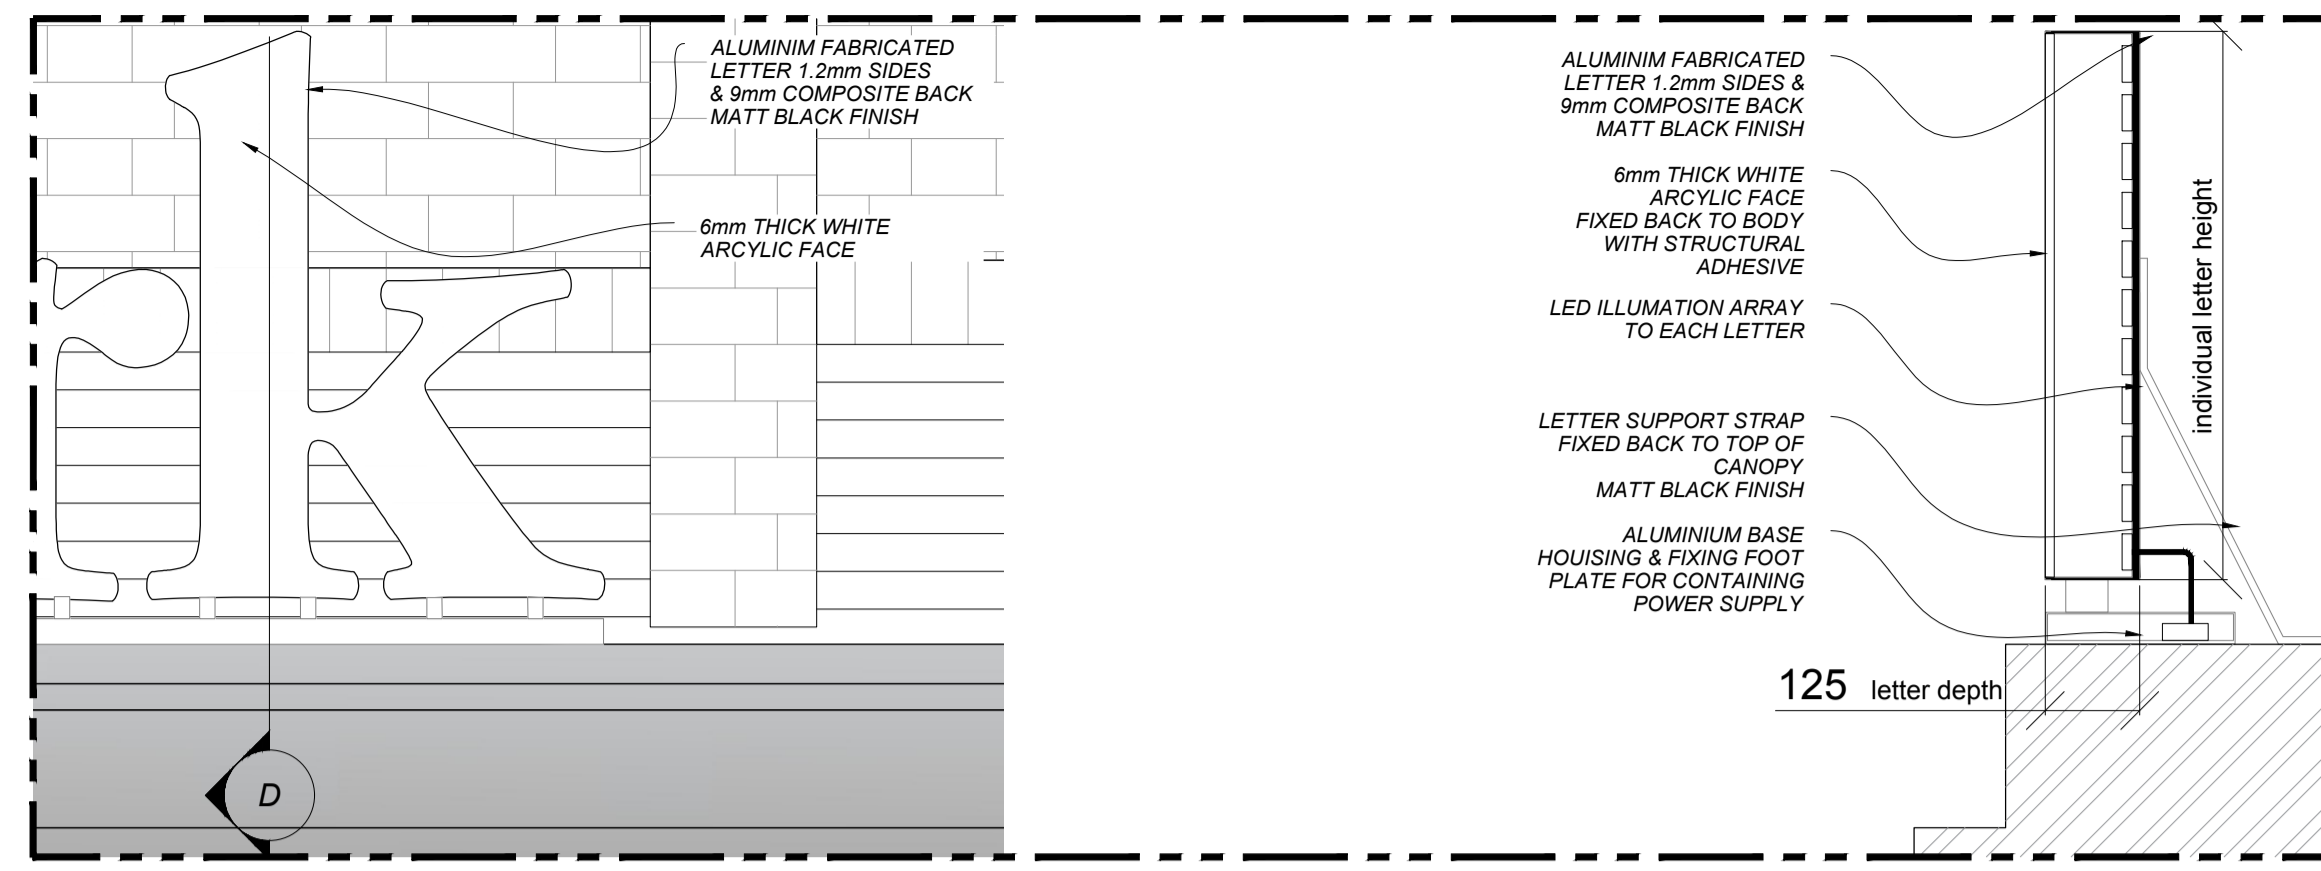 ALUMINIM FABRICATED
LETTER 1.2mm SIDES
& 9mm COMPOSITE BACK
MATT BLACK FINISH
6mm THICK WHITE
ARCYLIC FACE
k
D
ALUMINIM FABRICATED
LETTER 1.2mm SIDES &
9mm COMPOSITE BACK
MATT BLACK FINISH
6mm THICK WHITE
ARCYLIC FACE
FIXED BACK TO BODY
WITH STRUCTURAL
ADHESIVE
LED ILLUMATION ARRAY
TO EACH LETTER
LETTER SUPPORT STRAP
FIXED BACK TO TOP OF
CANOPY
MATT BLACK FINISH
ALUMINIUM BASE
HOUISING & FIXING FOOT
PLATE FOR CONTAINING
POWER SUPPLY
individual letter height
125 letter depth